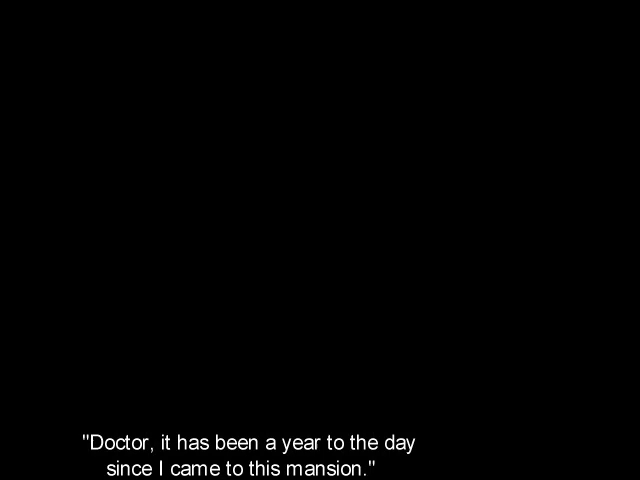 "Doctor, it has been a year to the day
since I came to this mansion."